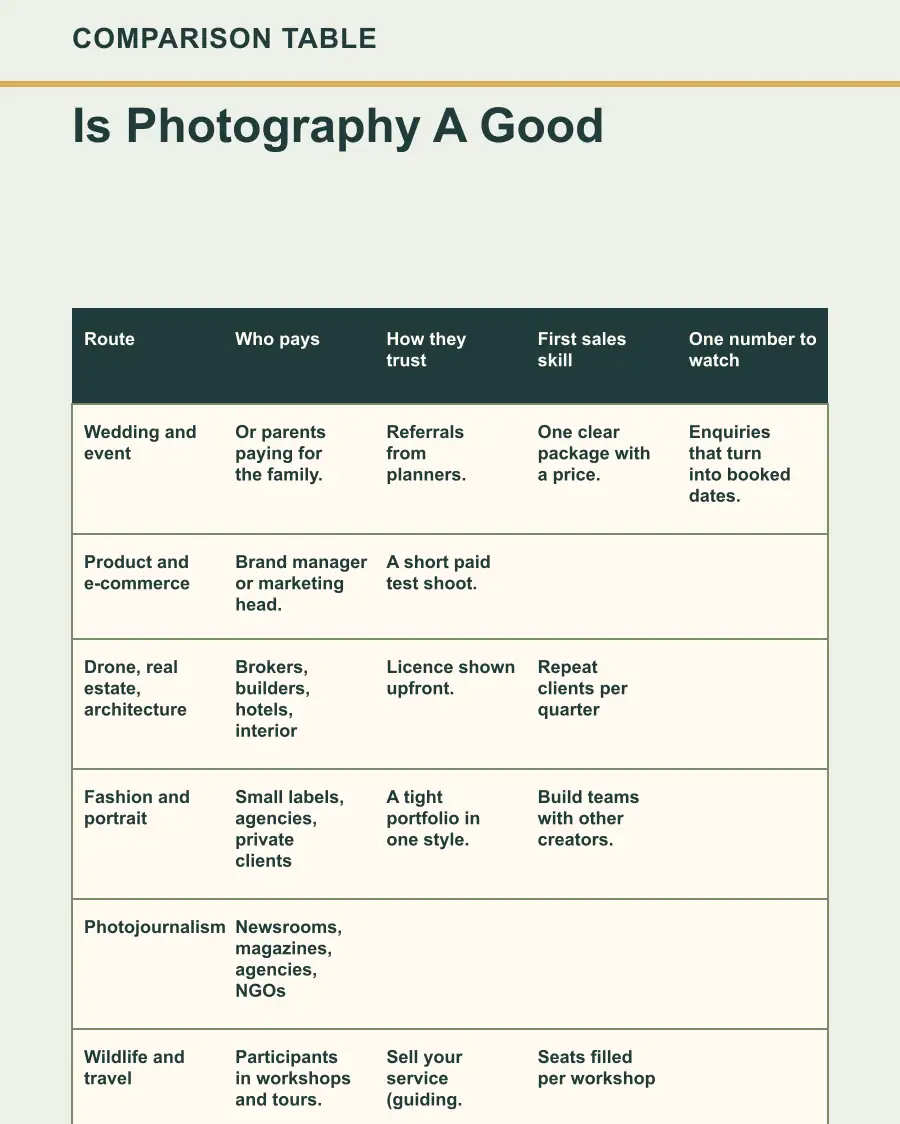 COMPARISON TABLE
Is Photography A Good
Route
Who pays
How they
trust
First sales
skill
One number to
watch
Wedding and
event
Or parents
paying for
the family.
Referrals
from
planners.
One clear
package with
a price.
Enquiries
that turn
into booked
dates.
Product and
e-commerce
Brand manager
or marketing
head.
A short paid
test shoot.
Drone, real
estate,
architecture
Brokers,
builders,
hotels,
interior
Licence shown
upfront.
Repeat
clients per
quarter
Fashion and
portrait
Small labels,
agencies,
private
clients
A tight
portfolio in
one style.
Build teams
with other
creators.
Photojournalism
Newsrooms,
magazines,
agencies,
NGOs
Wildlife and
travel
Participants
in workshops
and tours.
Sell your
service
(guiding.
Seats filled
per workshop